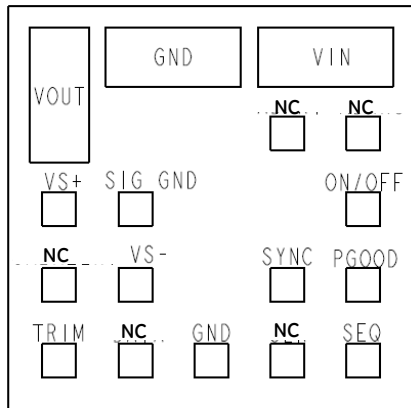 GND VIN
VOUT
NC NC
VS+ SIG GND ON/OFF
NC VS- SYNC PGOOD
TRIM NC GND NC SEQ